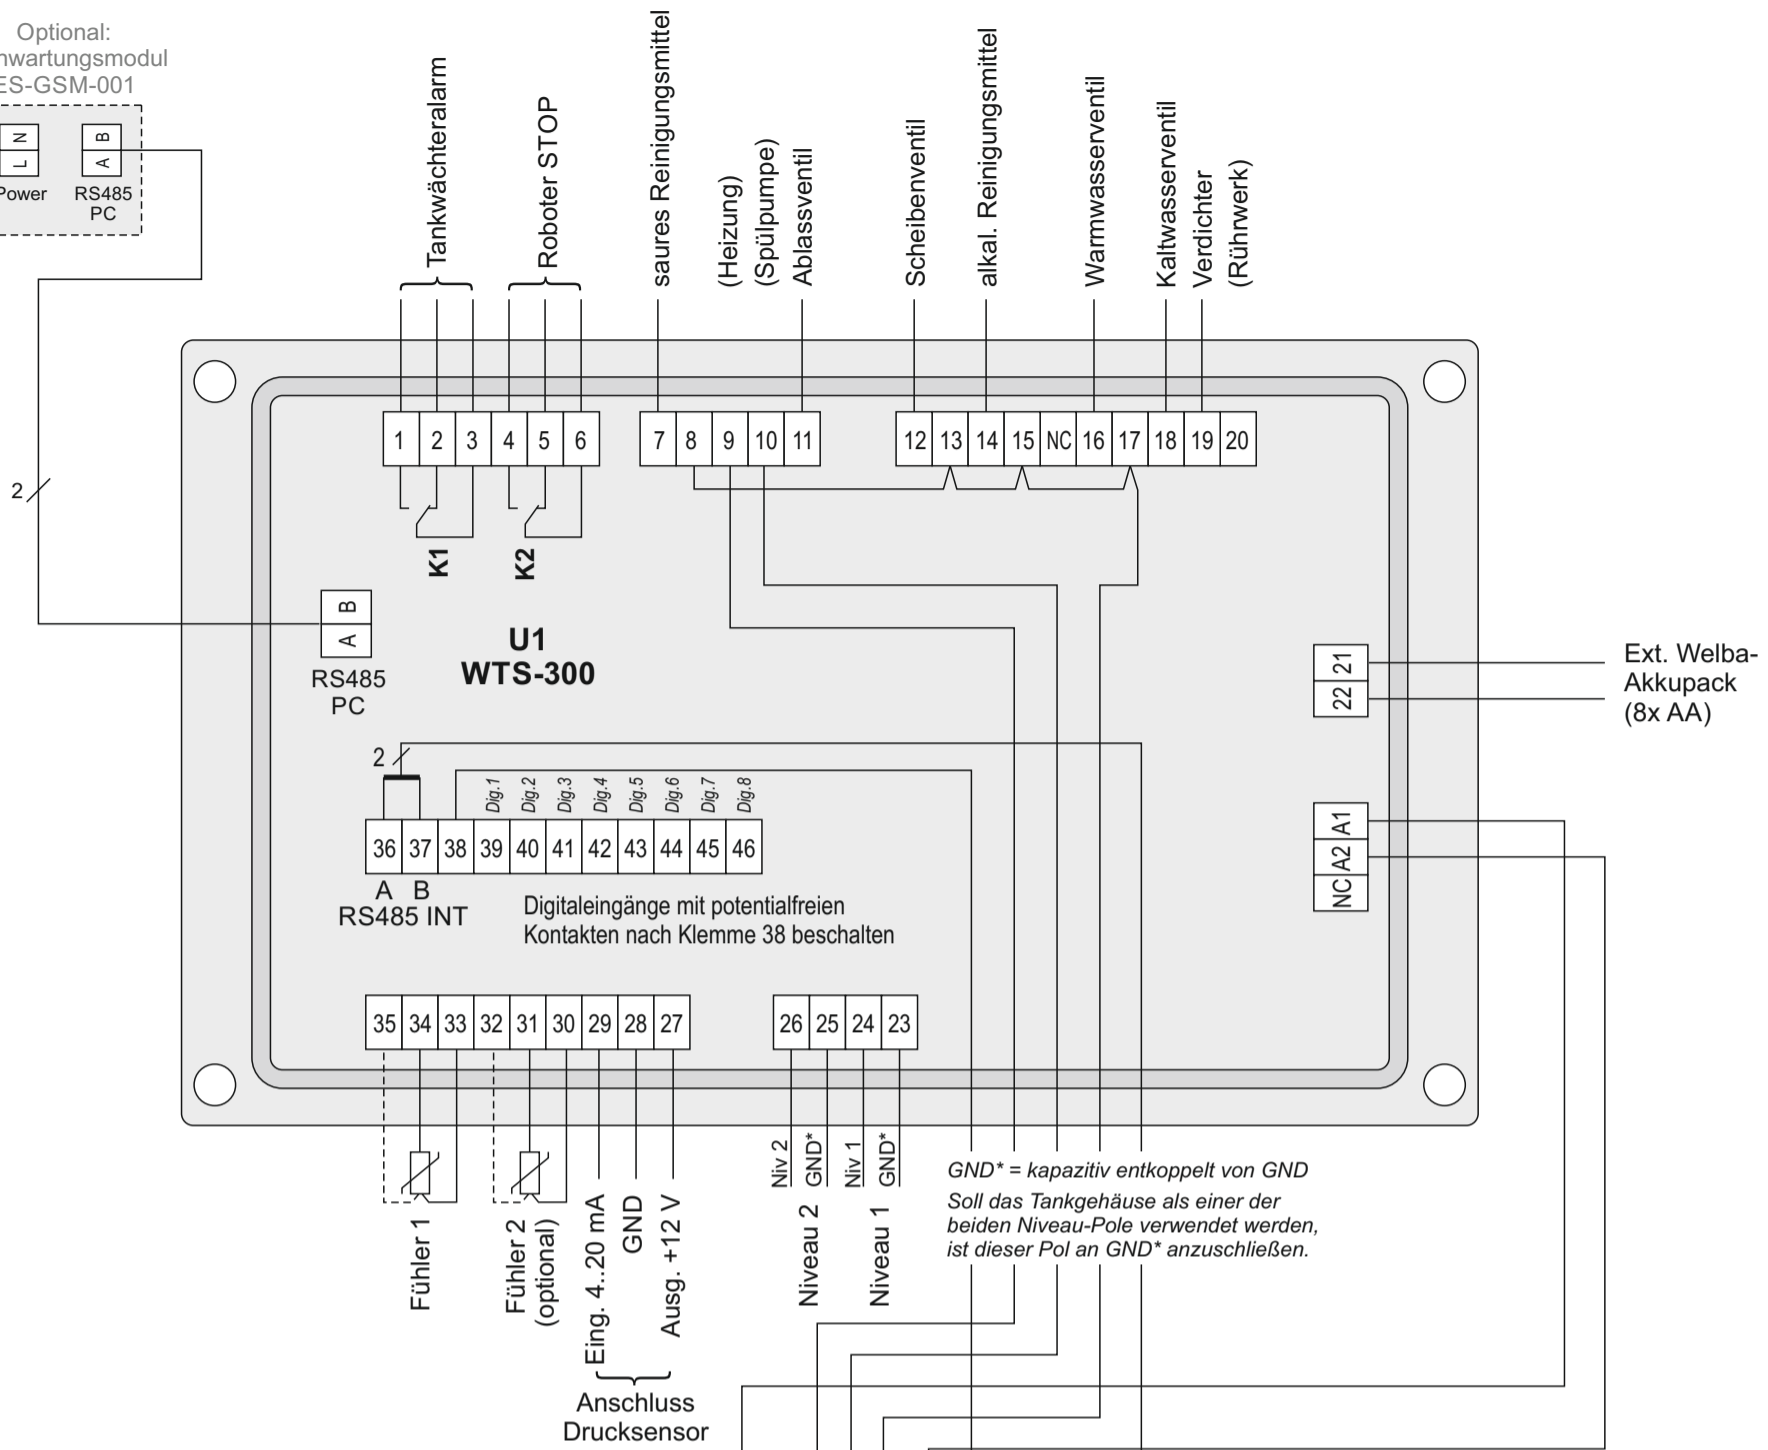 Optional:
ES-GSM-001
N
L
B
A
Power
RS485
PC
Tankwächteralarm
Roboter STOP
saures Reinigungsmittel
(Heizung)
(Spülpumpe)
Ablassventil
Scheibenventil
alkal. Reinigungsmittel
Warmwasserventil
Kaltwasserventil
Verdichter
(Rührwerk)
1 2 3 4 5 6
7 8 9 10 11
12 13 14 15 NC 16 17 18 19 20
2
K1
K2
B
A
RS485
PC
U1
WTS-300
21
22
Ext. Welba-
Akkupack
(8x AA)
2
Dig.1 Dig.2 Dig.3 Dig.4 Dig.5 Dig.6 Dig.7 Dig.8
36 37 38 39 40 41 42 43 44 45 46
A B
RS485 INT
Digitaleingänge mit potentialfreien
Kontakten nach Klemme 38 beschalten
A1
A2
NC
35 34 33 32 31 30 29 28 27
26 25 24 23
Niv 2
GND*
Niv 1
GND*
Niveau 2
Niveau 1
GND* = kapazitiv entkoppelt von GND
Soll das Tankgehäuse als einer der
beiden Niveau-Pole verwendet werden,
ist dieser Pol an GND* anzuschließen.
Fühler 1
Fühler 2
(optional)
Eing. 4..20 mA
GND
Ausg. +12 V
Anschluss
Drucksensor